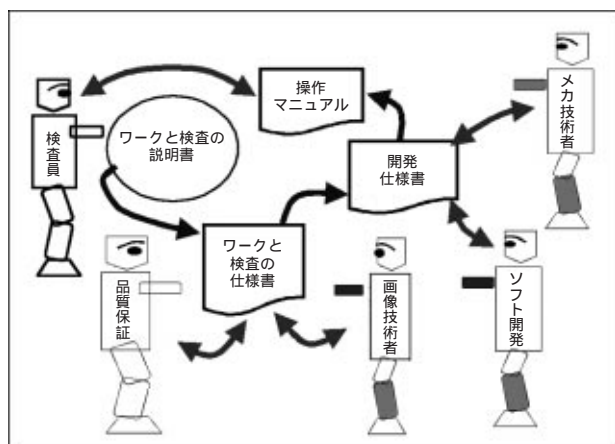 操作
マニュアル
メカ技術者
検査員
ワークと検査の
説明書
開発
仕様書
ワークと
検査の
仕様書
品質保証
画像技術者
ソフト開発